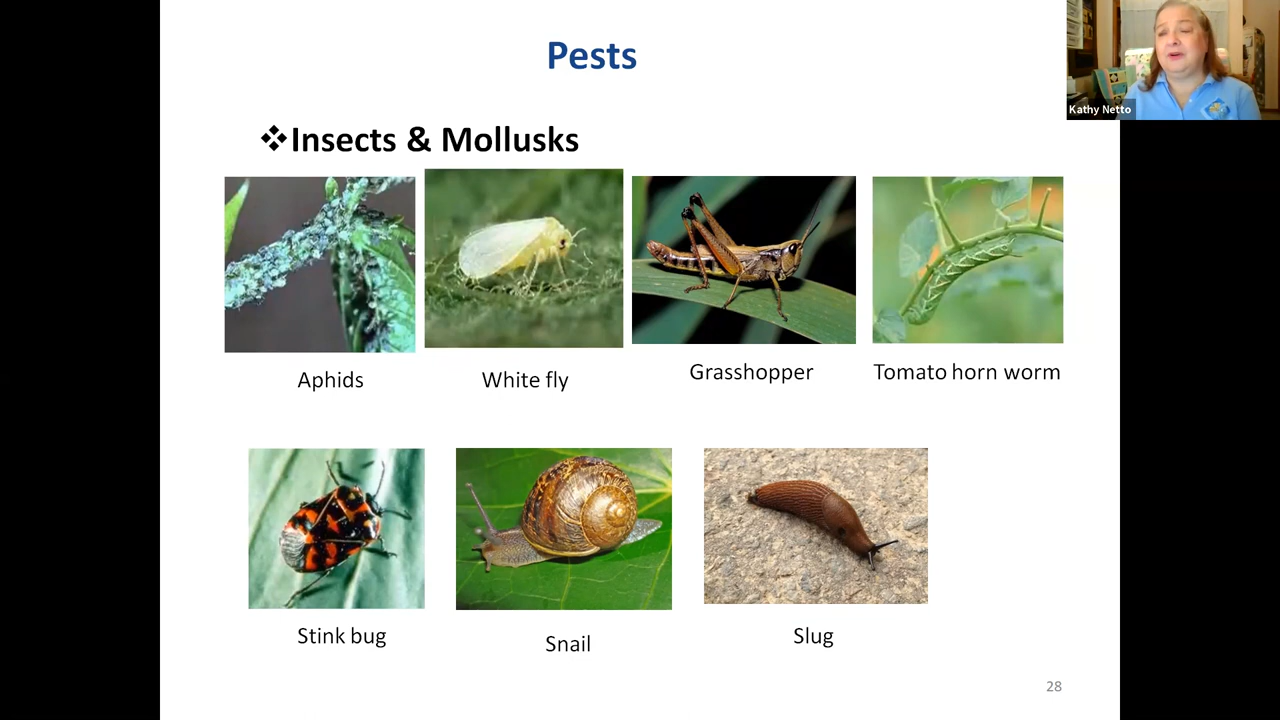 Pests
Kathy Netto
❖Insects & Mollusks
Aphids
White fly
Grasshopper
Tomato horn worm
Stink bug
Snail
Slug
28